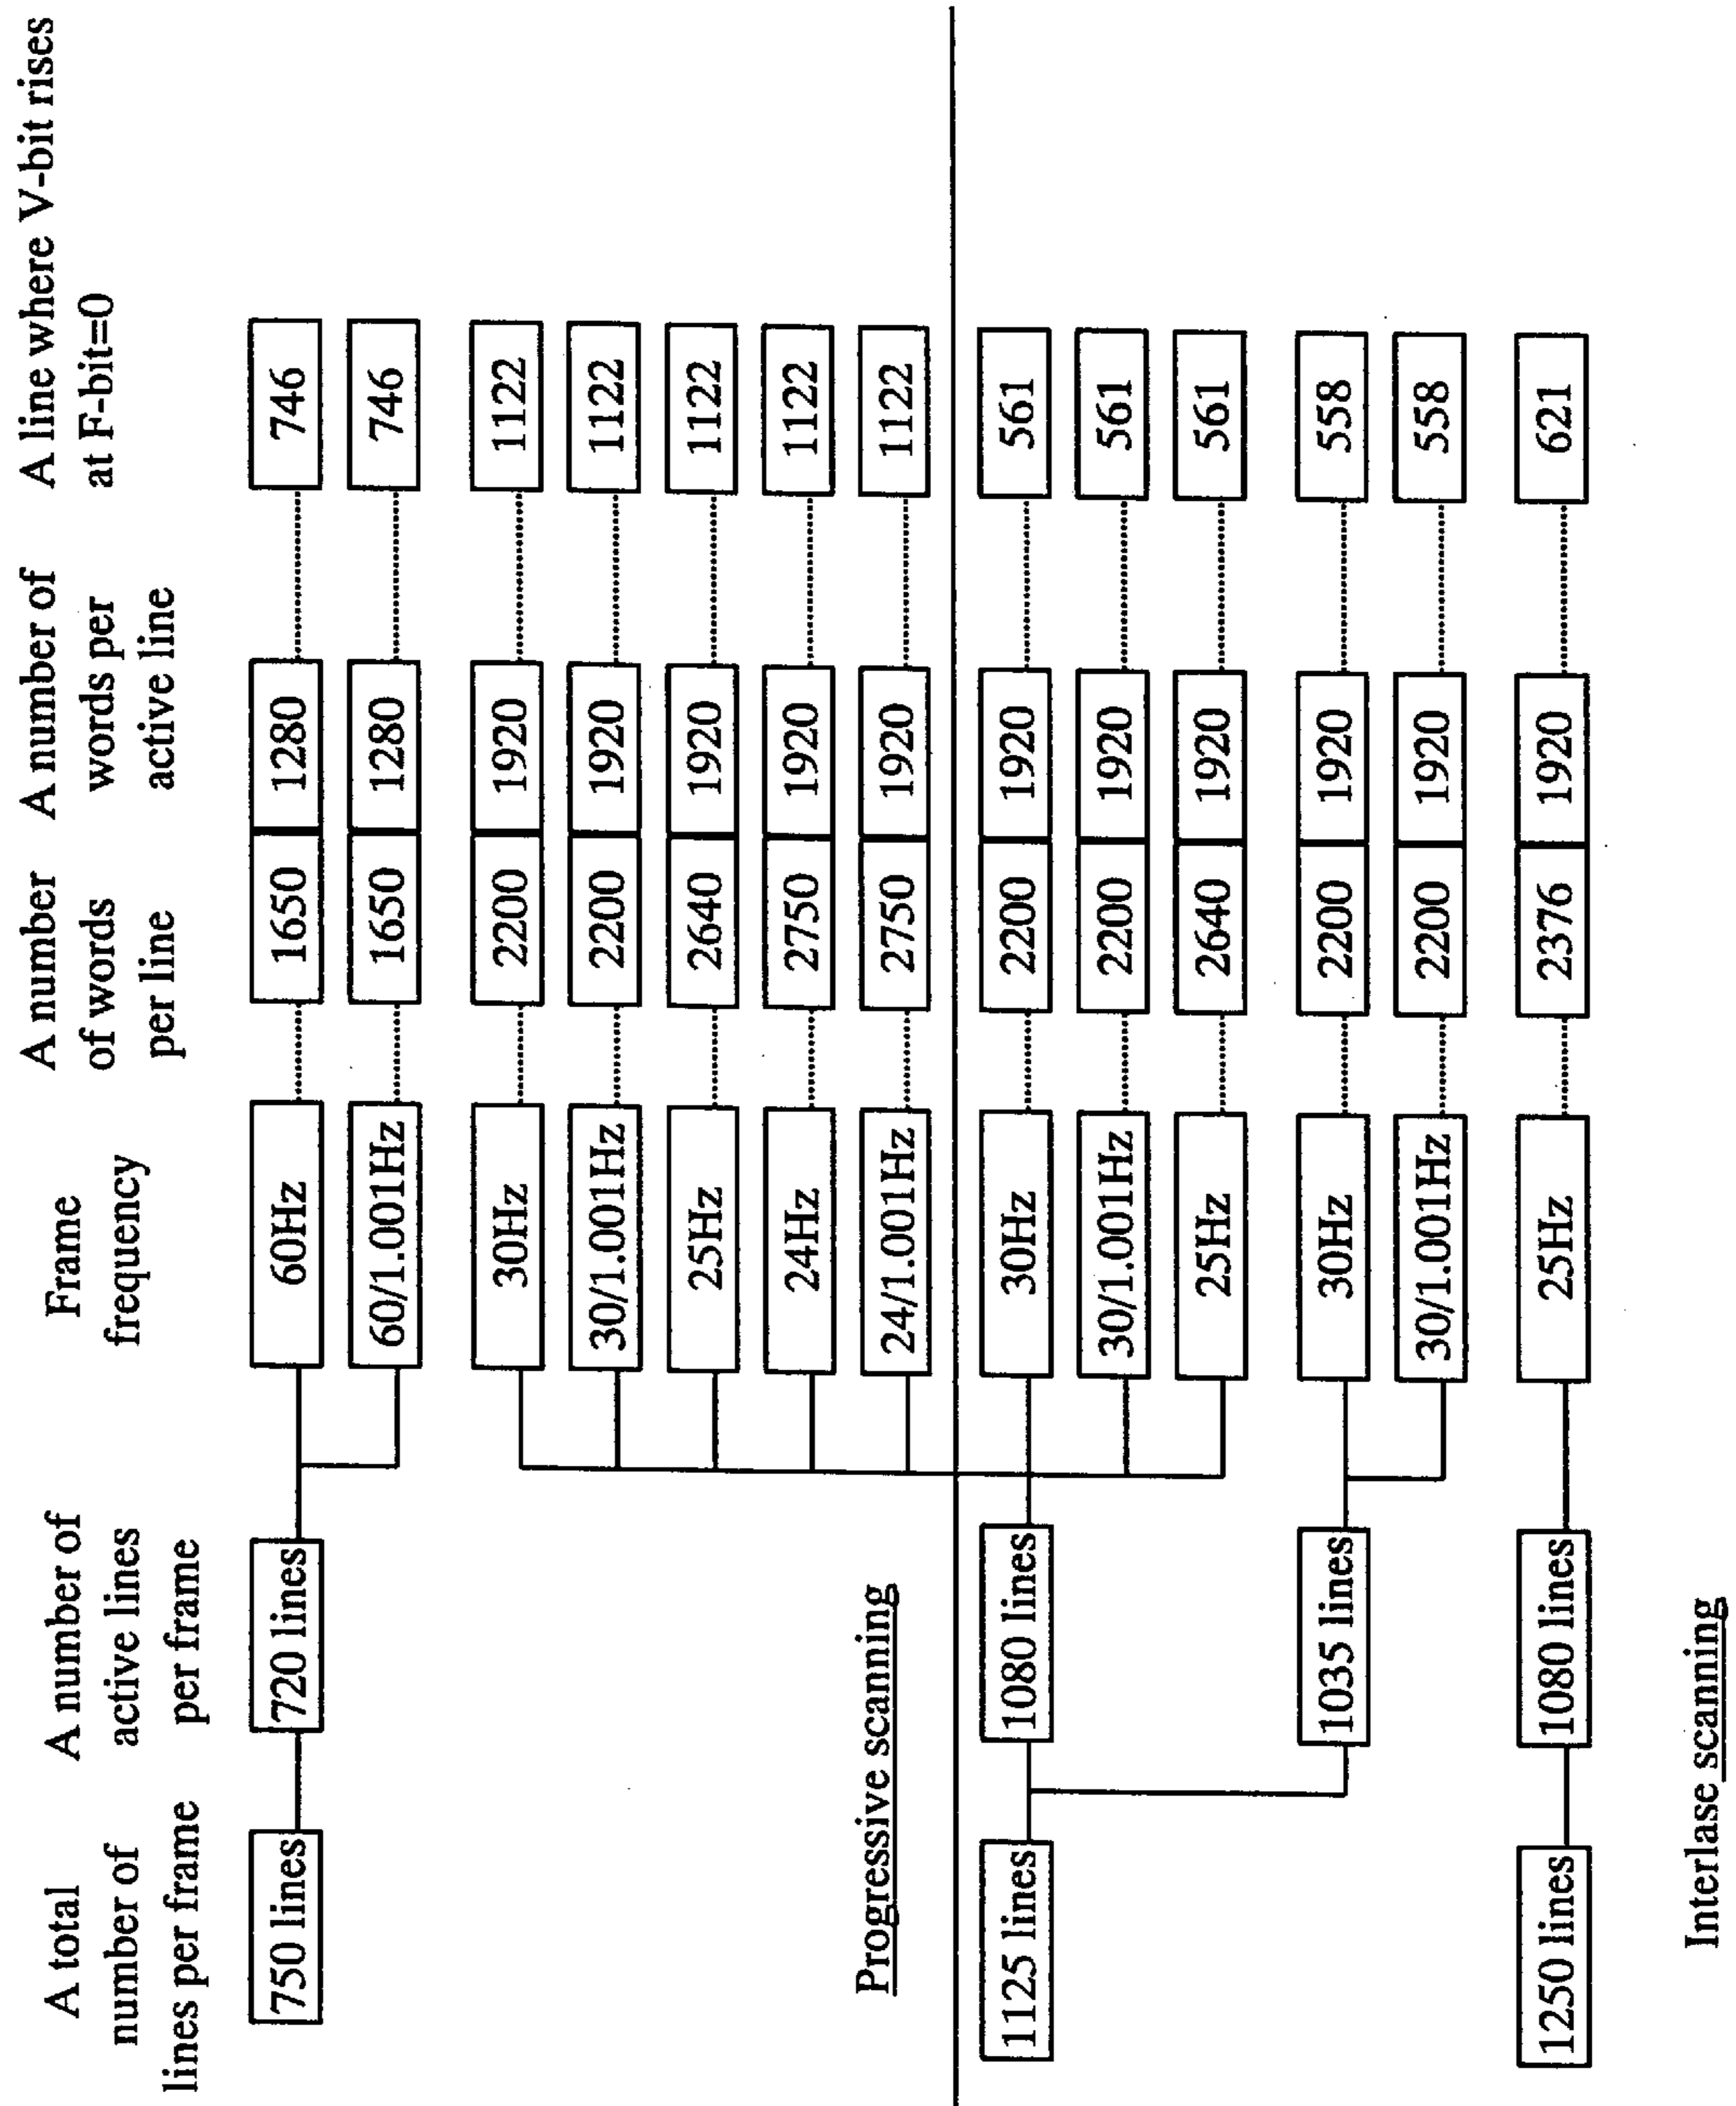 A total
number of
lines per frame
A number of
active lines
per frame
Frame
frequency
A number
of words
per line
A number of
words per
active line
A line where V-bit rises
at F-bit=0
750 lines 720 lines 60Hz 1650 1280 746
60/1.001Hz 1650 1280 746
30Hz 2200 1920 1122
30/1.001Hz 2200 1920 1122
25Hz 2640 1920 1122
24Hz 2750 1920 1122
24/1.001Hz 2750 1920 1122
Progressive scanning
1125 lines 1080 lines 30Hz 2200 1920 561
30/1.001Hz 2200 1920 561
25Hz 2640 1920 561
1035 lines 30Hz 2200 1920 558
30/1.001Hz 2200 1920 558
1250 lines 1080 lines 25Hz 2376 1920 621
Interlase scanning